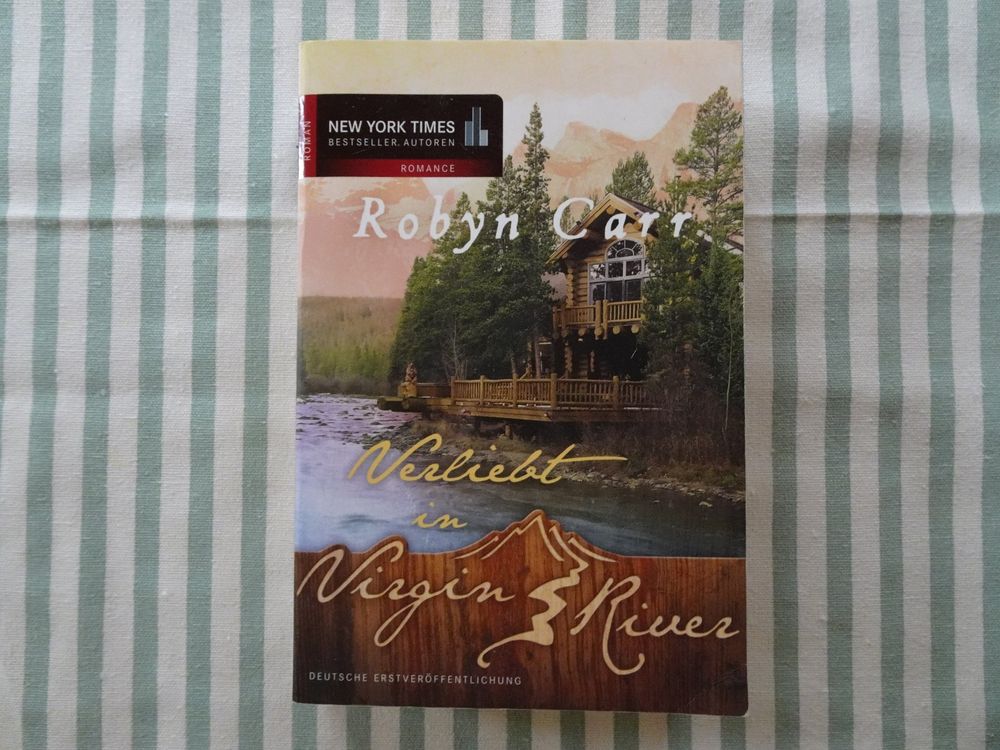 ROMAN
NEW YORK TIMES
BESTSELLER. AUTOREN
ROMANCE
Robyn Carr
Verliebt
in
Virgin River
DEUTSCHE ERSTVERÖFFENTLICHUNG